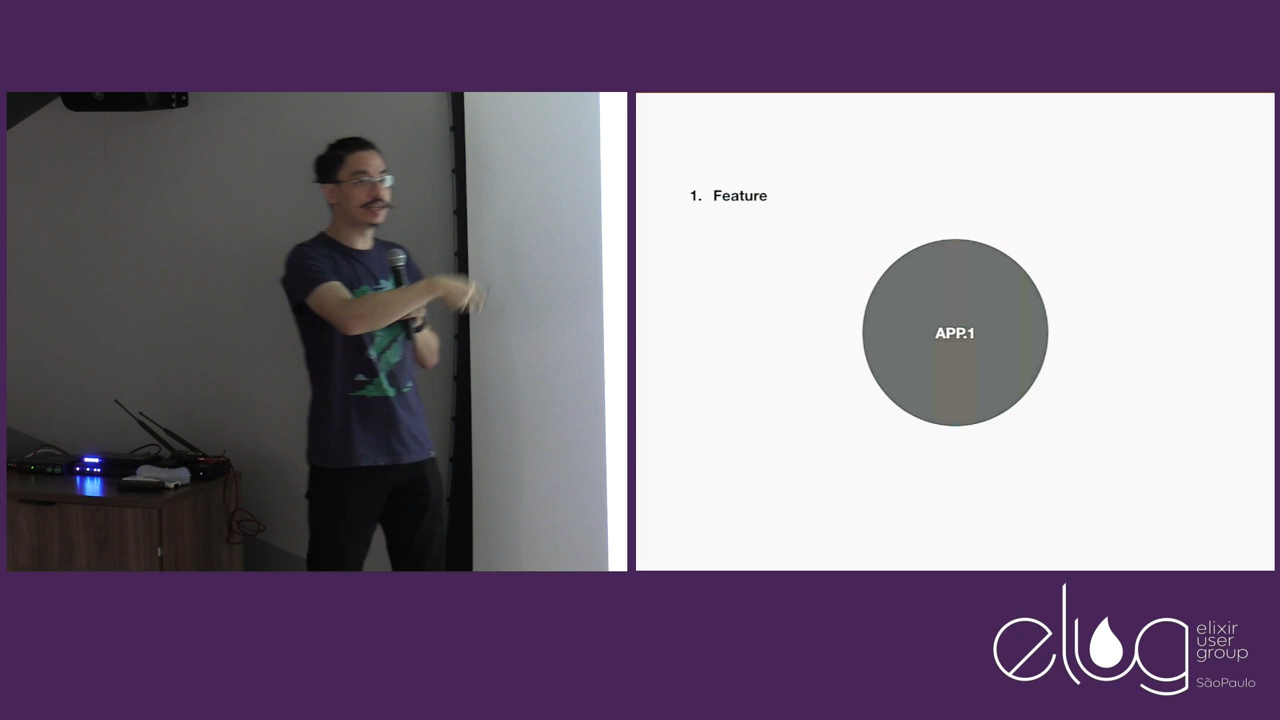 1. Feature
APP.1
elug
elixir
user
group
SãoPaulo